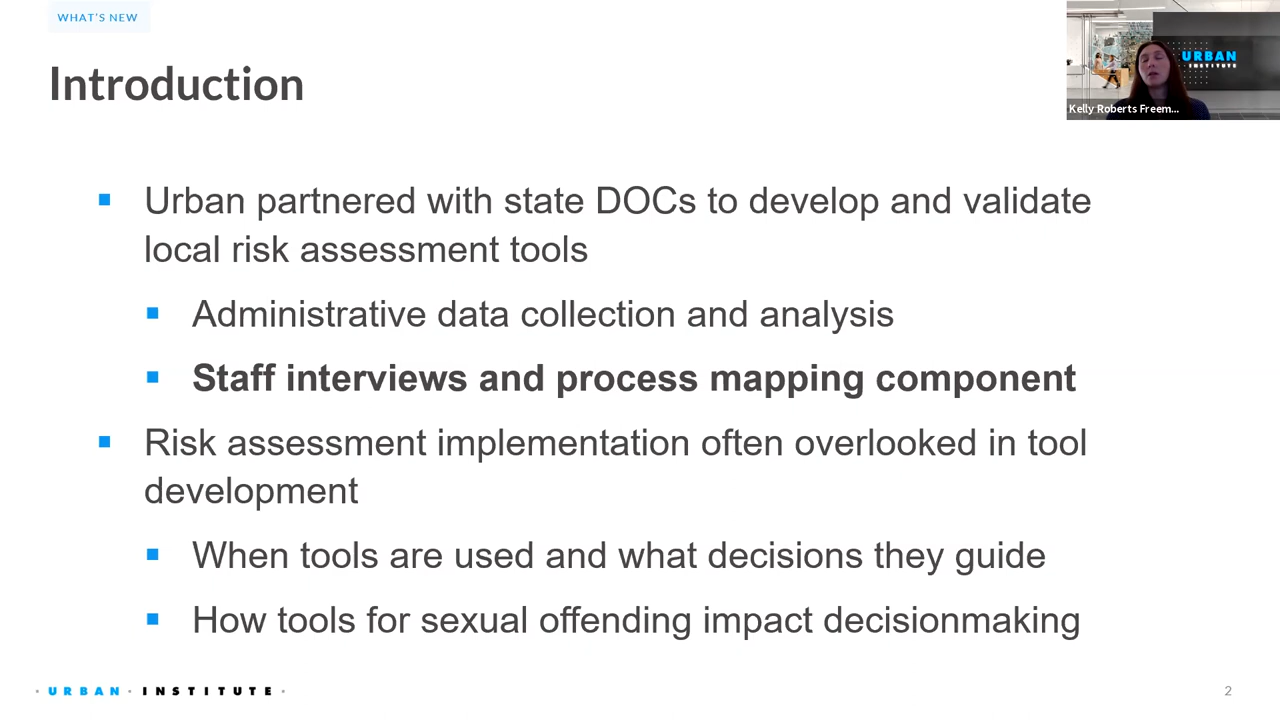 WHAT'S NEW
Introduction
URBAN
INSTITUTE
Kelly Roberts Freem...
Urban partnered with state DOCs to develop and validate
local risk assessment tools
Administrative data collection and analysis
Staff interviews and process mapping component
Risk assessment implementation often overlooked in tool
development
When tools are used and what decisions they guide
How tools for sexual offending impact decisionmaking
· URBAN · INSTITUTE ·
2